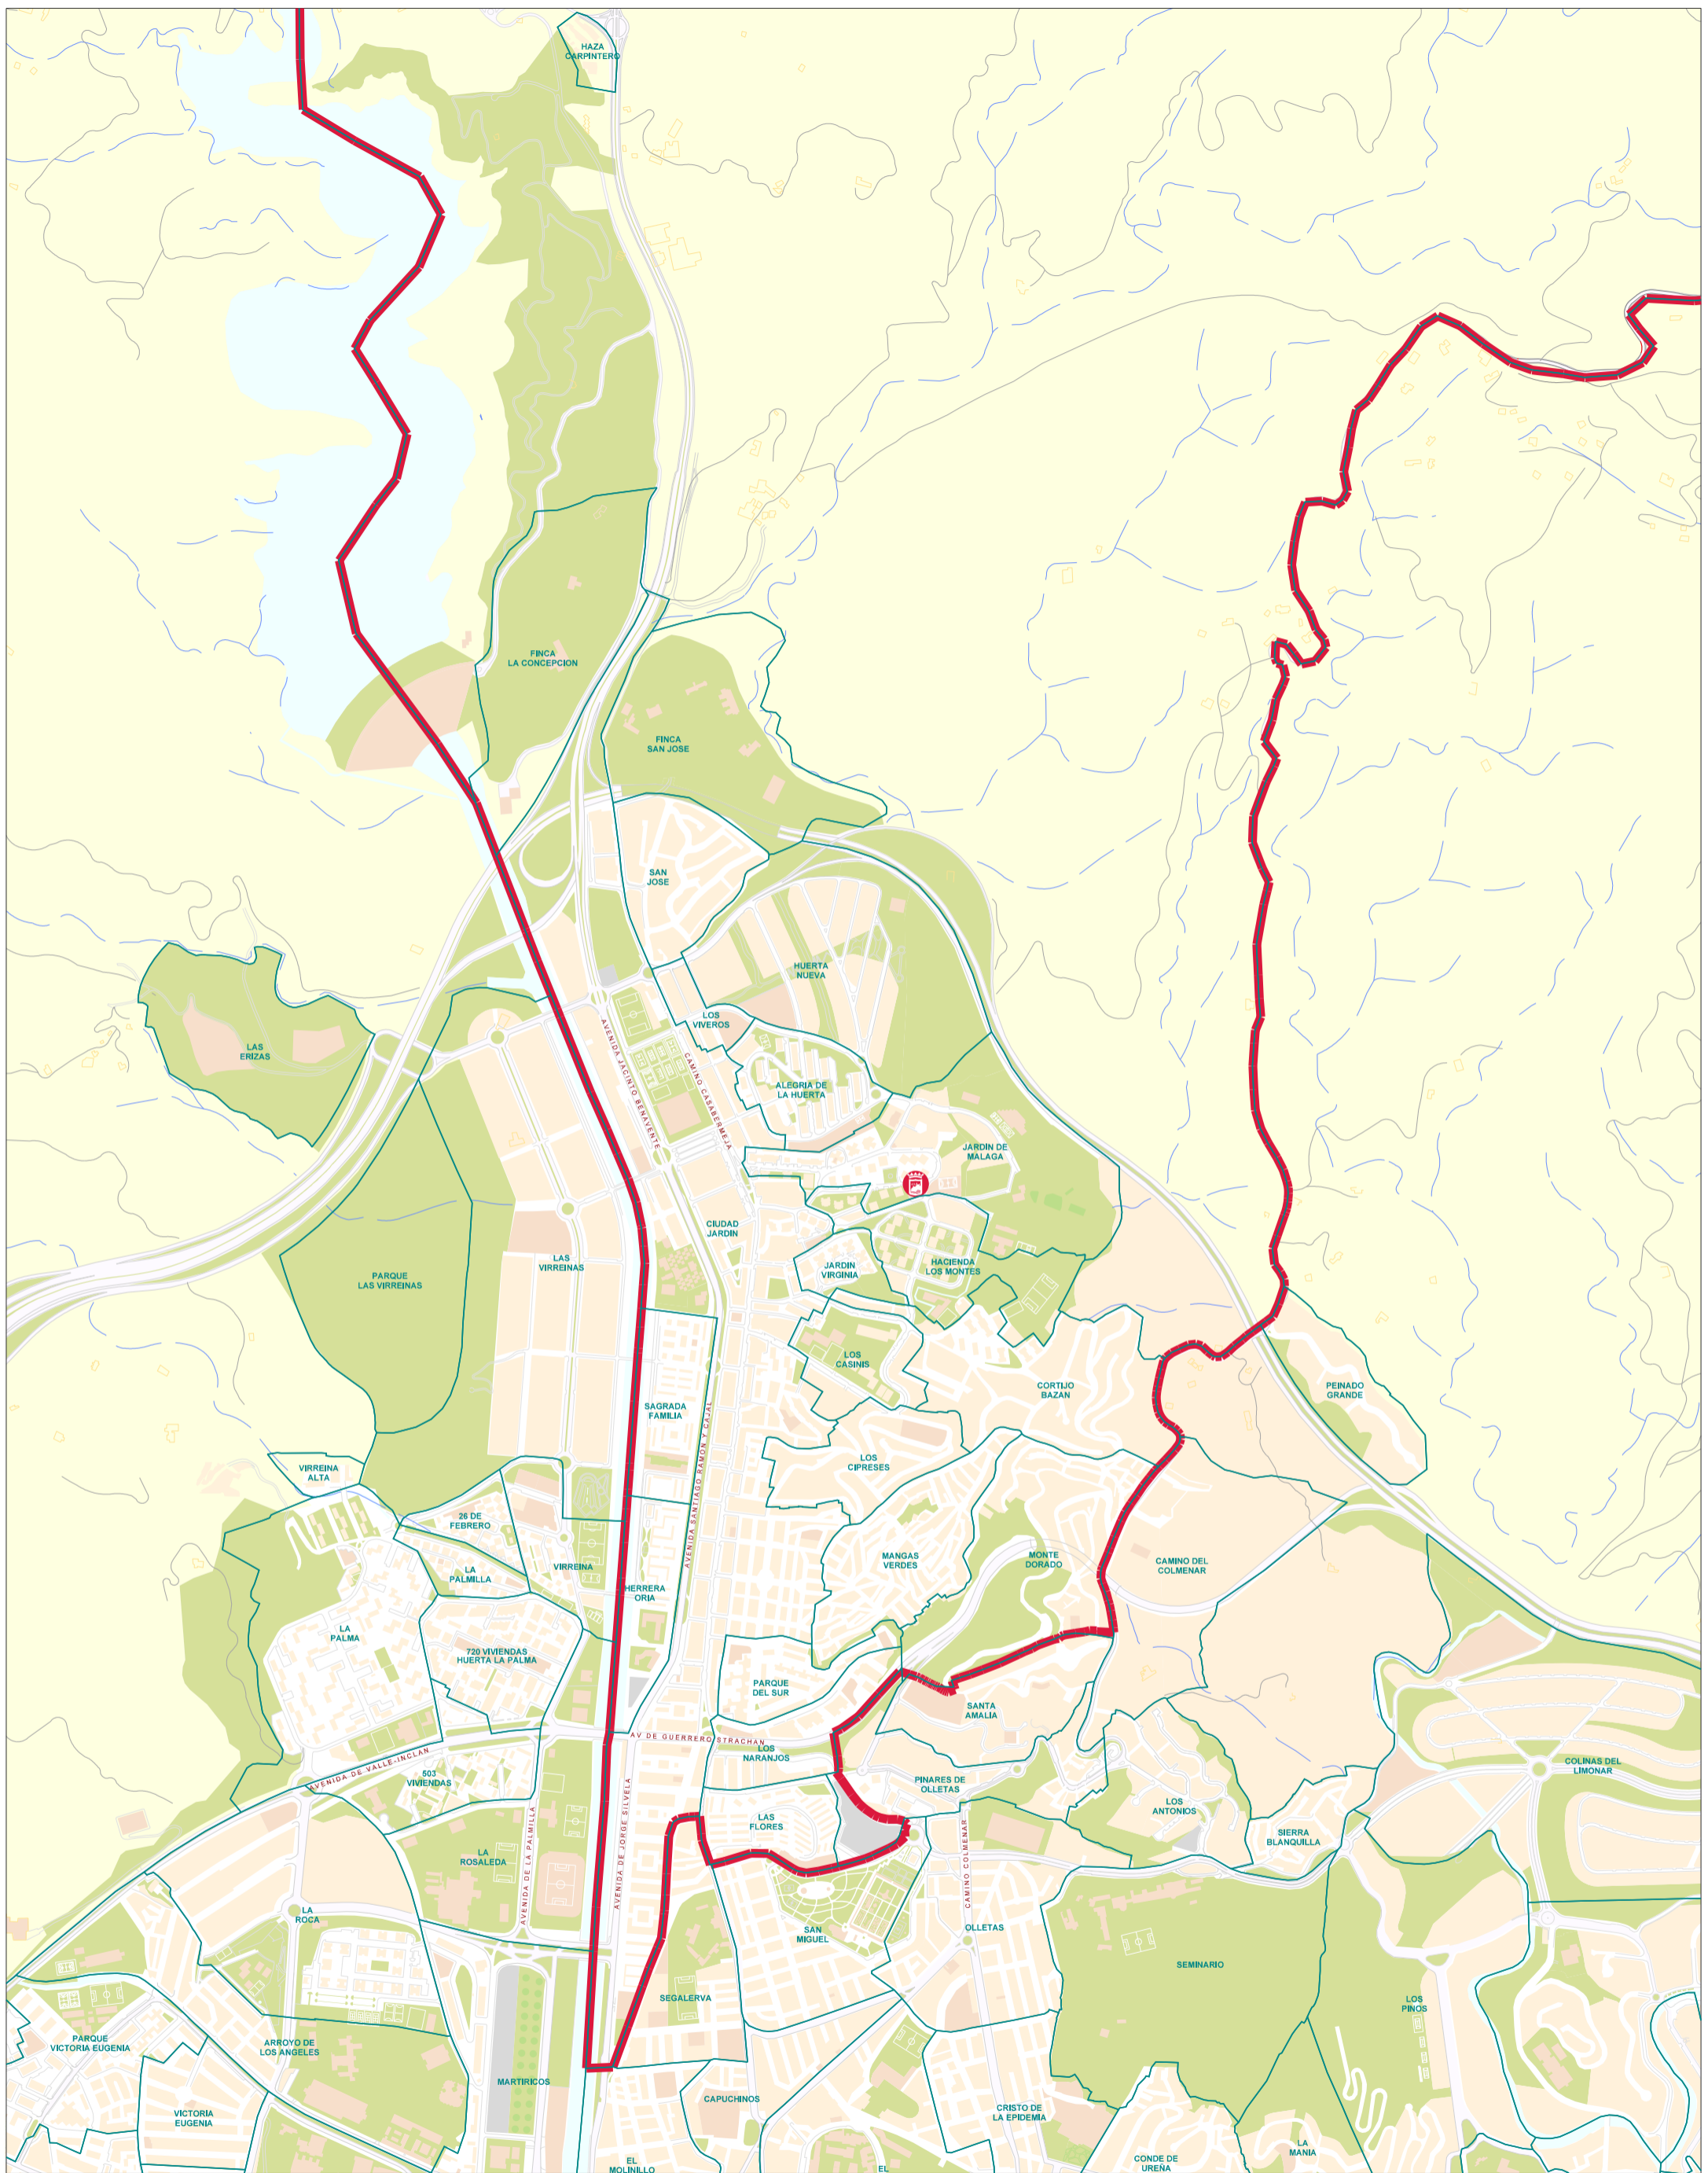 HAZA
CARPINTERO
FINCA
LA CONCEPCION
FINCA
SAN JOSE
SAN
JOSE
HUERTA
NUEVA
LOS
VIVEROS
LAS
ERIZAS
AVENIDA JACINTO BENAVENTE
CAMINO CASABERMEJA
ALEGRIA DE
LA HUERTA
JARDIN DE
MALAGA
CIUDAD
JARDIN
LAS
VIRREINAS
PARQUE
LAS VIRREINAS
JARDIN
VIRGINIA
HACIENDA
LOS MONTES
LOS
CASINIS
CORTIJO
BAZAN
PEINADO
GRANDE
SAGRADA
FAMILIA
AVENIDA SANTIAGO RAMON Y CAJAL
LOS
CIPRESES
VIRREINA
ALTA
26 DE
FEBRERO
LA
PALMILLA
VIRREINA
HERRERA
ORIA
MANGAS
VERDES
MONTE
DORADO
CAMINO DEL
COLMENAR
LA
PALMA
720 VIVIENDAS
HUERTA LA PALMA
PARQUE
DEL SUR
SANTA
AMALIA
AV DE GUERRERO STRACHAN
LOS
NARANJOS
AVENIDA DE VALLE-INCLAN
503
VIVIENDAS
PINARES DE
OLLETAS
COLINAS DEL
LIMONAR
LOS
ANTONIOS
SIERRA
BLANQUILLA
LAS
FLORES
LA
ROSALEDA
AVENIDA DE LA PALMILLA
AVENIDA DE JORGE SILVELA
CAMINO COLMENAR
LA
ROCA
SAN
MIGUEL
OLLETAS
SEMINARIO
SEGALERVA
LOS
PINOS
PARQUE
VICTORIA EUGENIA
ARROYO DE
LOS ANGELES
MARTIRICOS
CAPUCHINOS
VICTORIA
EUGENIA
CRISTO DE
LA EPIDEMIA
LA
MANIA
CONDE DE
UREÑA
EL
MOLINILLO
EL